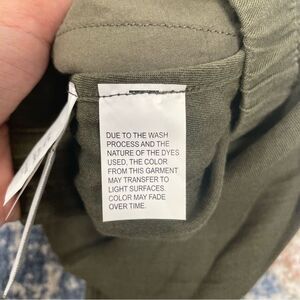 DUE TO THE WASH
PROCESS AND THE
NATURE OF THE DYES
USED, THE COLOR
FROM THIS GARMENT
MAY TRANSFER TO
LIGHT SURFACES.
COLOR MAY FADE
OVER TIME.